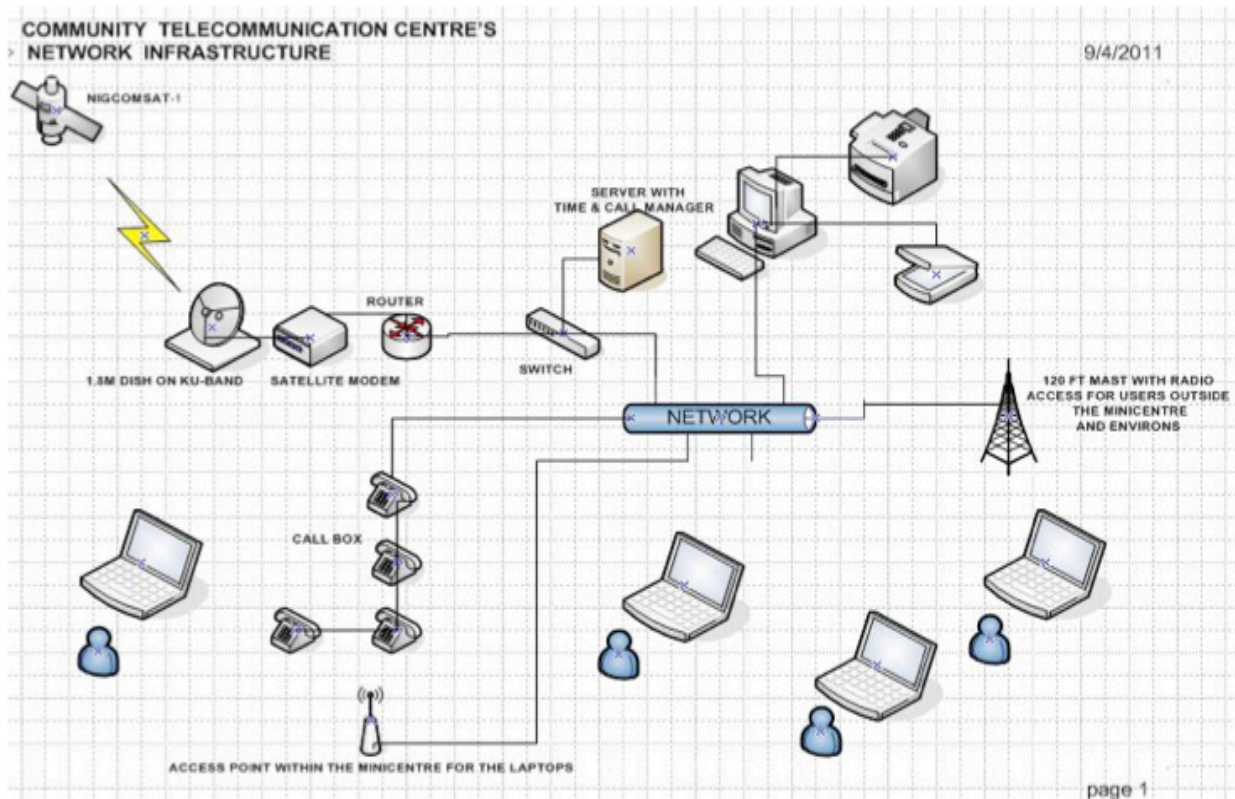 COMMUNITY TELECOMMUNICATION CENTRE'S
NETWORK INFRASTRUCTURE
9/4/2011
NIGCOMSAT-1
SERVER WITH
TIME & CALL MANAGER
ROUTER
SWITCH
1.8M DISH ON KU-BAND
SATELLITE MODEM
120 FT MAST WITH RADIO
ACCESS FOR USERS OUTSIDE
THE MINICENTRE
AND ENVIRONS
NETWORK
CALL BOX
ACCESS POINT WITHIN THE MINICENTRE FOR THE LAPTOPS
page 1